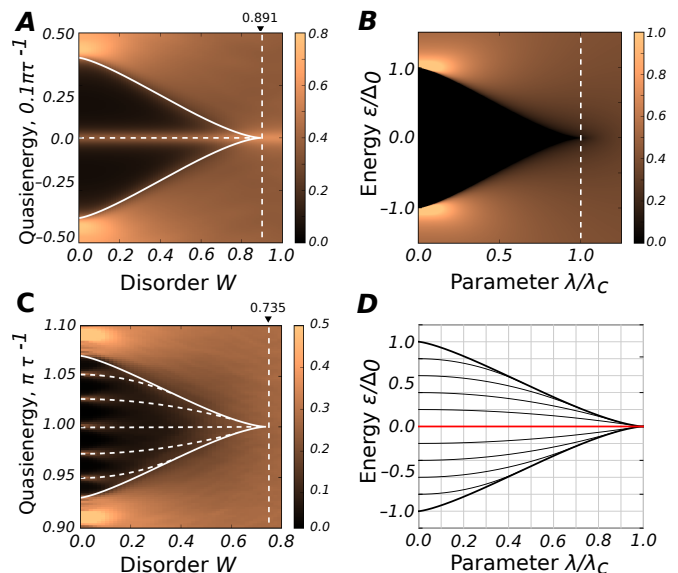 A
0.891
Quasienergy, 0.1πτ⁻¹
0.50
0.25
0.0
−0.25
−0.50
0.0 0.2 0.4 0.6 0.8 1.0
Disorder W
0.8
0.6
0.4
0.2
0.0
B
Energy ε/Δ0
1.0
0.0
−1.0
0.0 0.5 1.0
Parameter λ/λC
1.0
0.8
0.6
0.4
0.2
0.0
C
0.735
Quasienergy, π τ⁻¹
1.10
1.05
1.00
0.95
0.90
0.0 0.2 0.4 0.6 0.8
Disorder W
0.5
0.4
0.3
0.2
0.1
0.0
D
Energy ε/Δ0
1.0
0.5
0.0
−0.5
−1.0
0.0 0.2 0.4 0.6 0.8 1.0
Parameter λ/λC